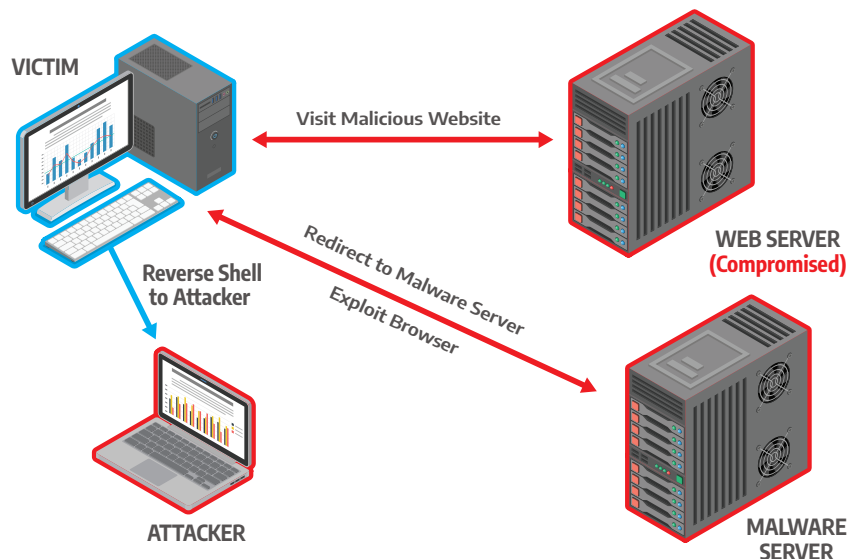 VICTIM
Visit Malicious Website
WEB SERVER
(Compromised)
Redirect to Malware Server
Exploit Browser
Reverse Shell
to Attacker
ATTACKER
MALWARE
SERVER